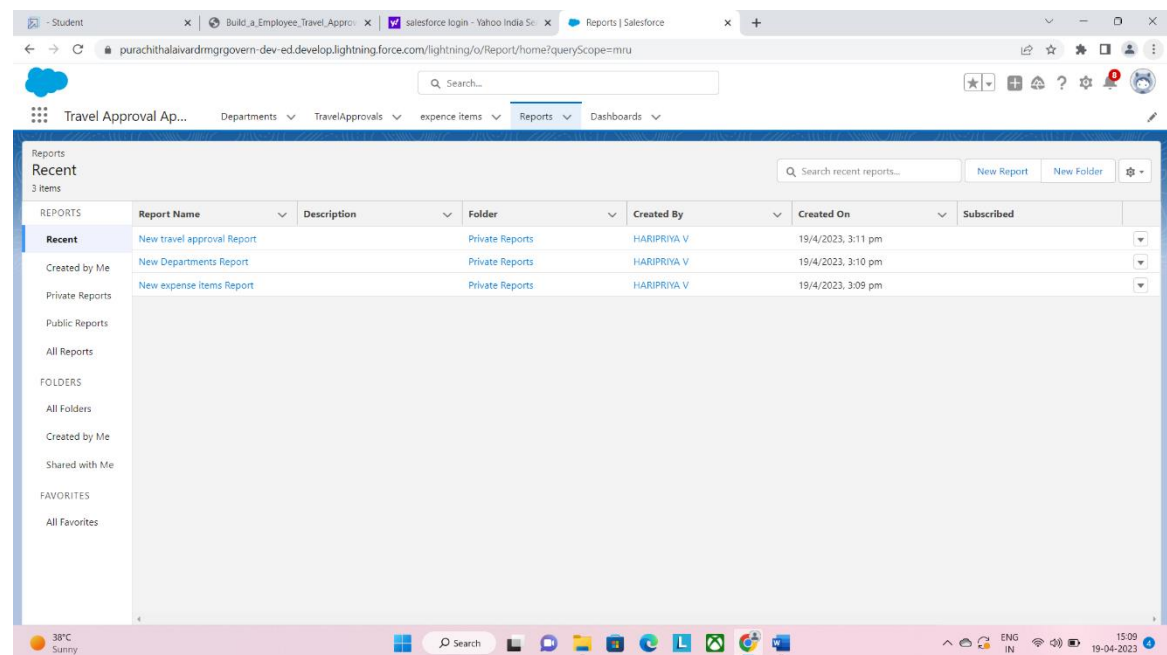 - Student
Build_a_Employee_Travel_Approv
salesforce login - Yahoo India Se
Reports | Salesforce
purachithalaivardrmgrgovern-dev-ed.develop.lightning.force.com/lightning/o/Report/home?queryScope=mru
Search...
8
Travel Approval Ap... Departments TravelApprovals expence items Reports Dashboards
Reports
Recent
3 items
Search recent reports...
New Report New Folder
REPORTS
Report Name Description Folder Created By Created On Subscribed
Recent New travel approval Report Private Reports HARIPRIYA V 19/4/2023, 3:11 pm
Created by Me New Departments Report Private Reports HARIPRIYA V 19/4/2023, 3:10 pm
Private Reports New expense items Report Private Reports HARIPRIYA V 19/4/2023, 3:09 pm
Public Reports
All Reports
FOLDERS
All Folders
Created by Me
Shared with Me
FAVORITES
All Favorites
38°C
Sunny
Search
L
W
ENG
IN
15:09
19-04-2023
4